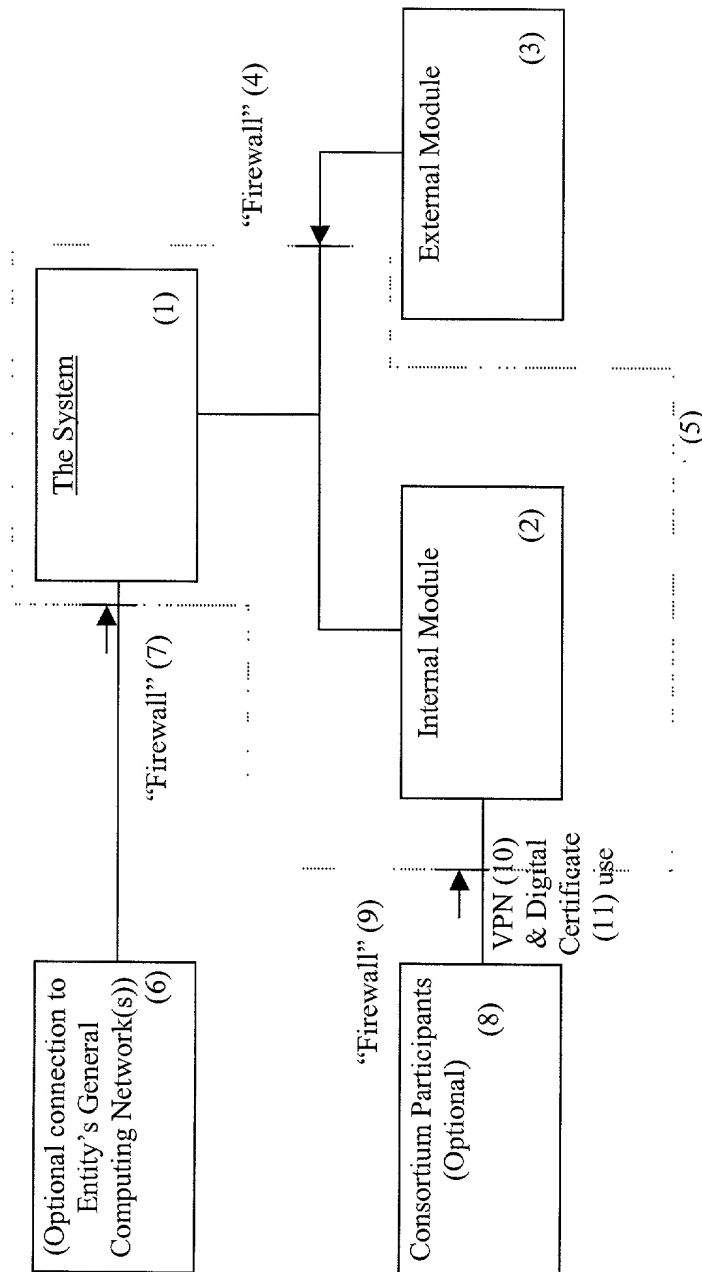 (Optional connection to
Entity’s General
Computing Network(s))
(6)
“Firewall” (7)
The System
(1)
“Firewall” (4)
Consortium Participants
(Optional)
(8)
“Firewall” (9)
VPN (10)
& Digital
Certificate
(11) use
Internal Module
(2)
External Module
(3)
(5)